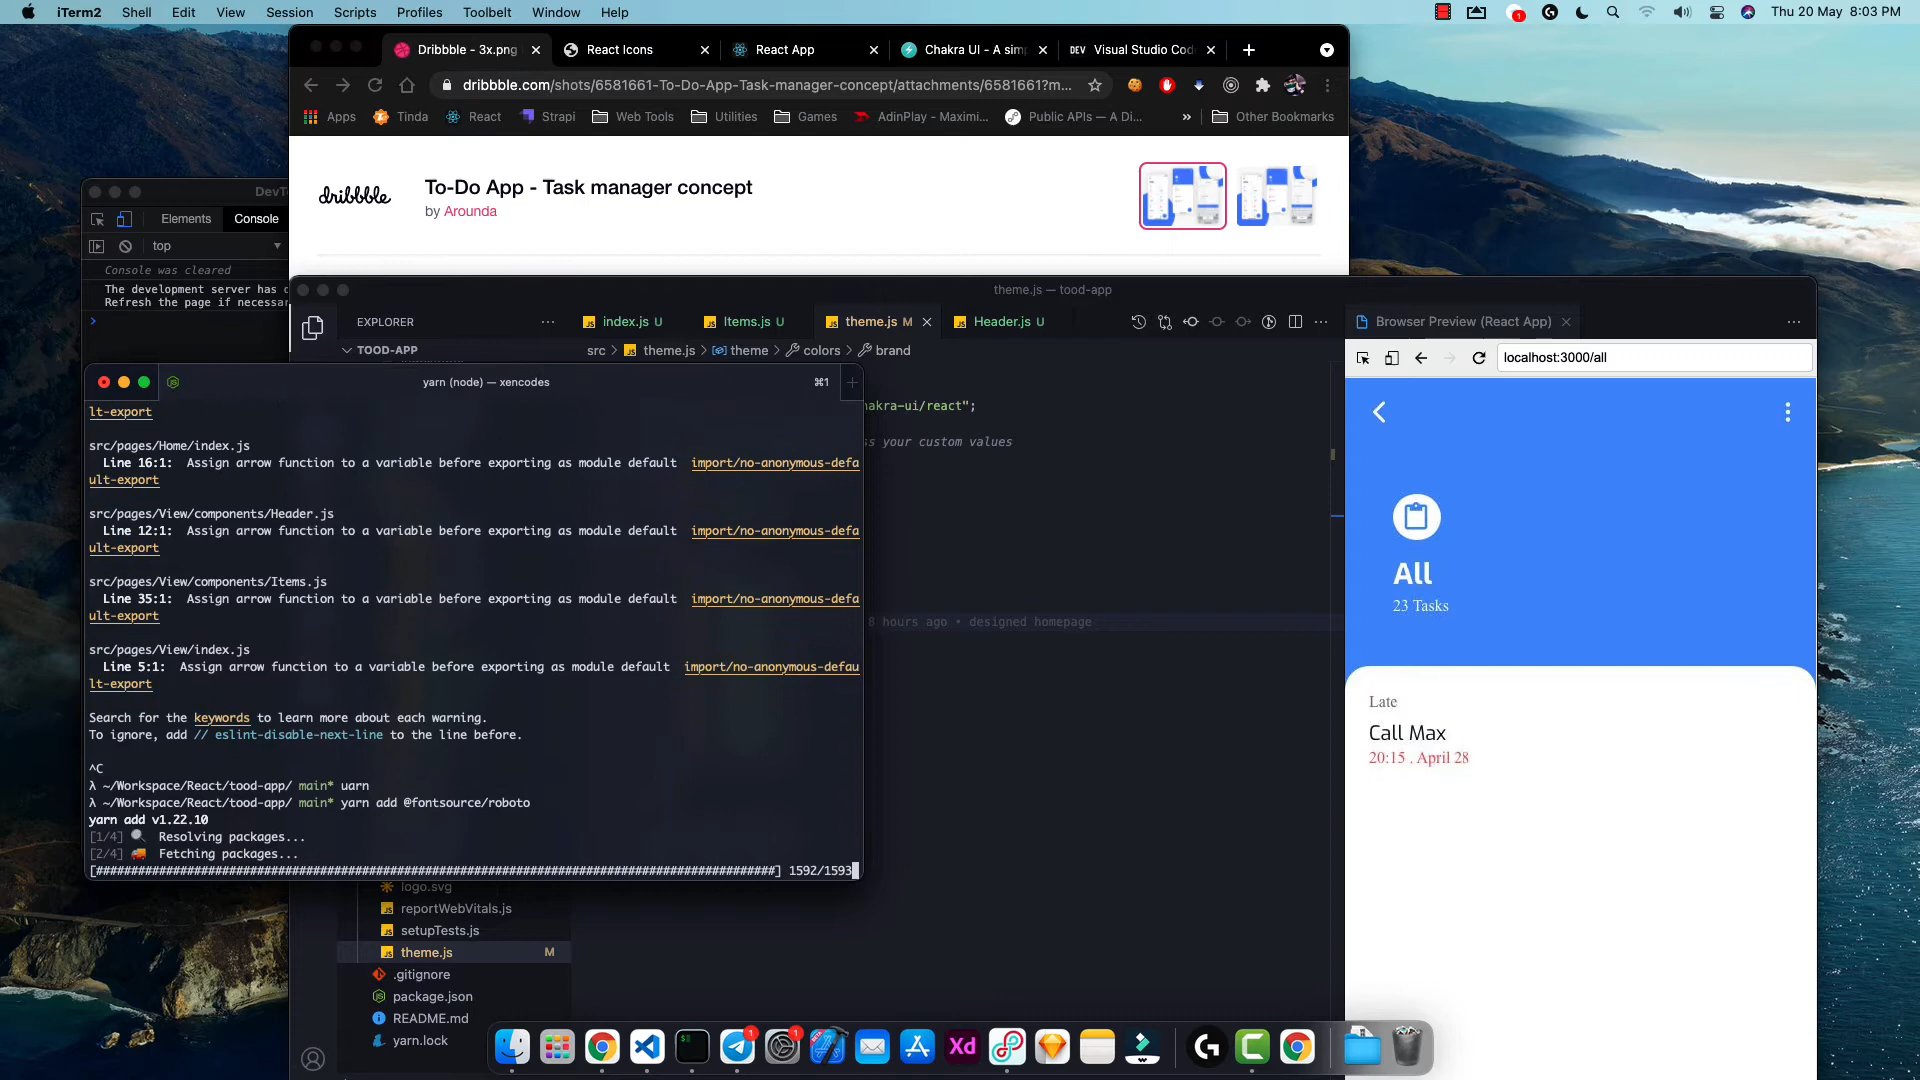 iTerm2 Shell Edit View Session Scripts Profiles Toolbelt Window Help
1
Thu 20 May 8:03 PM
Dribbble - 3x.png
React Icons
React App
Chakra UI - A sim
DEV Visual Studio Cod
dribbble.com/shots/6581661-To-Do-App-Task-manager-concept/attachments/6581661?m...
Apps Tinda React Strapi Web Tools Utilities Games AdinPlay - Maximi... Public APIs — A Di... » Other Bookmarks
dribbble
To-Do App - Task manager concept
by Arounda
DevTo
Elements Console
top
Console was cleared
The development server has d
Refresh the page if necessar
theme.js — tood-app
EXPLORER
index.js U
Items.js U
theme.js M
Header.js U
Browser Preview (React App)
TOOD-APP
src > theme.js > theme > colors > brand
localhost:3000/all
hakra-ui/react";
ss your custom values
8 hours ago • designed homepage
yarn (node) — xencodes
⌘1
lt-export
src/pages/Home/index.js
Line 16:1: Assign arrow function to a variable before exporting as module default import/no-anonymous-defa
ult-export
src/pages/View/components/Header.js
Line 12:1: Assign arrow function to a variable before exporting as module default import/no-anonymous-defa
ult-export
src/pages/View/components/Items.js
Line 35:1: Assign arrow function to a variable before exporting as module default import/no-anonymous-defa
ult-export
src/pages/View/index.js
Line 5:1: Assign arrow function to a variable before exporting as module default import/no-anonymous-defau
lt-export
Search for the keywords to learn more about each warning.
To ignore, add // eslint-disable-next-line to the line before.
^C
λ ~/Workspace/React/tood-app/ main* uarn
λ ~/Workspace/React/tood-app/ main* yarn add @fontsource/roboto
yarn add v1.22.10
[1/4] Resolving packages...
[2/4] Fetching packages...
[#################################################################################################] 1592/1593
All
23 Tasks
Late
Call Max
20:15 . April 28
logo.svg
reportWebVitals.js
setupTests.js
theme.js M
.gitignore
package.json
README.md
yarn.lock
1
1
Xd